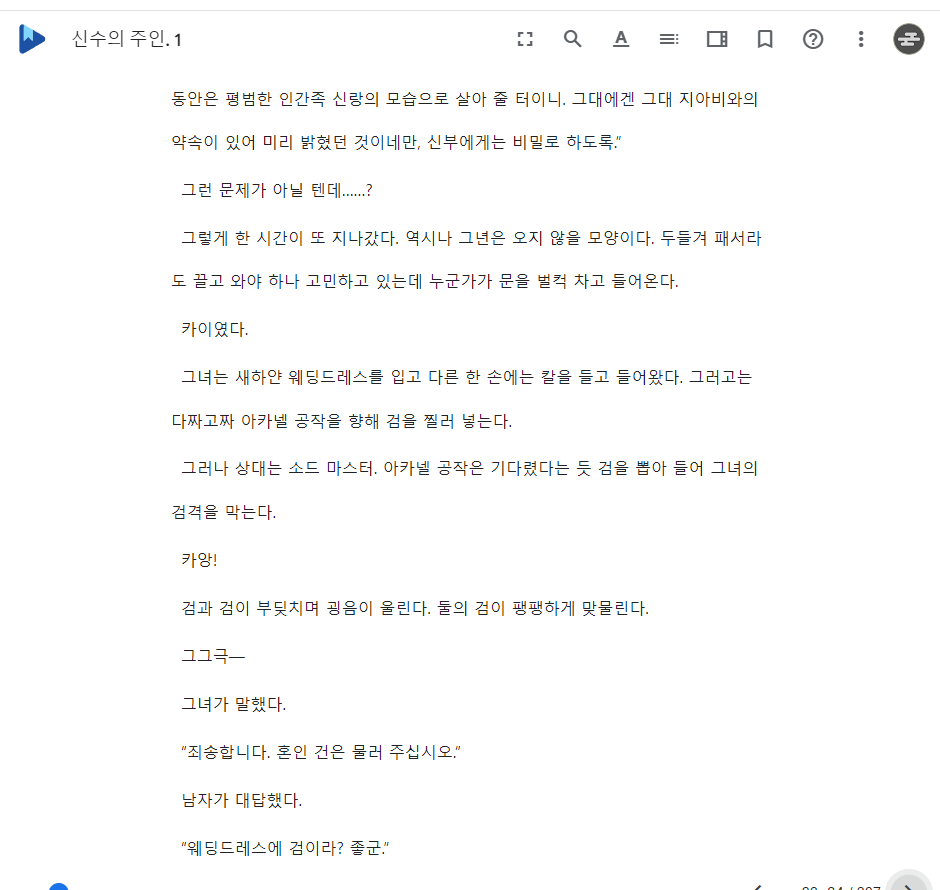 신수의 주인. 1
동안은 평범한 인간족 신랑의 모습으로 살아 줄 터이니. 그대에겐 그대 지아비와의
약속이 있어 미리 밝혔던 것이네만, 신부에게는 비밀로 하도록.”
그런 문제가 아닐 텐데……?
그렇게 한 시간이 또 지나갔다. 역시나 그년은 오지 않을 모양이다. 두들겨 패서라
도 끌고 와야 하나 고민하고 있는데 누군가가 문을 벌컥 차고 들어온다.
카이였다.
그녀는 새하얀 웨딩드레스를 입고 다른 한 손에는 칼을 들고 들어왔다. 그러고는
다짜고짜 아카넬 공작을 향해 검을 찔러 넣는다.
그러나 상대는 소드 마스터. 아카넬 공작은 기다렸다는 듯 검을 뽑아 들어 그녀의
검격을 막는다.
카앙!
검과 검이 부딪치며 굉음이 울린다. 둘의 검이 팽팽하게 맞물린다.
그그극―
그녀가 말했다.
“죄송합니다. 혼인 건은 물러 주십시오.”
남자가 대답했다.
“웨딩드레스에 검이라? 좋군.”